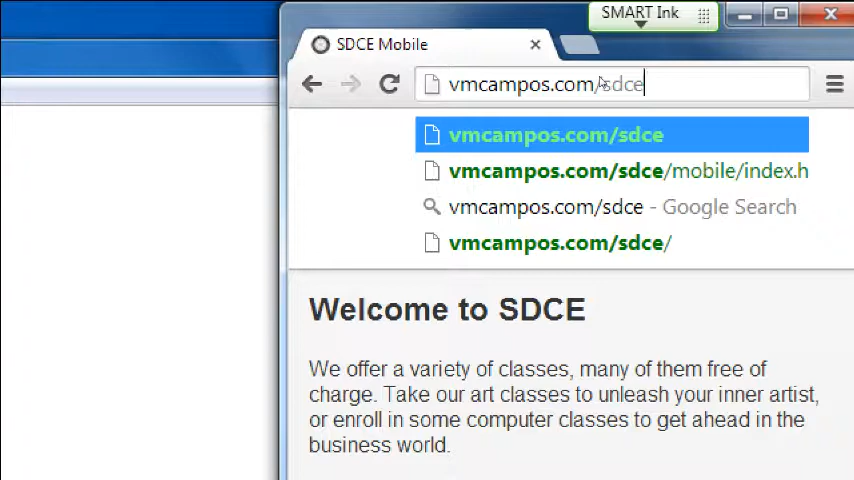 SMART Ink
SDCE Mobile
vmcampos.com/sdce
vmcampos.com/sdce
vmcampos.com/sdce/mobile/index.h
vmcampos.com/sdce - Google Search
vmcampos.com/sdce/
Welcome to SDCE
We offer a variety of classes, many of them free of
charge. Take our art classes to unleash your inner artist,
or enroll in some computer classes to get ahead in the
business world.